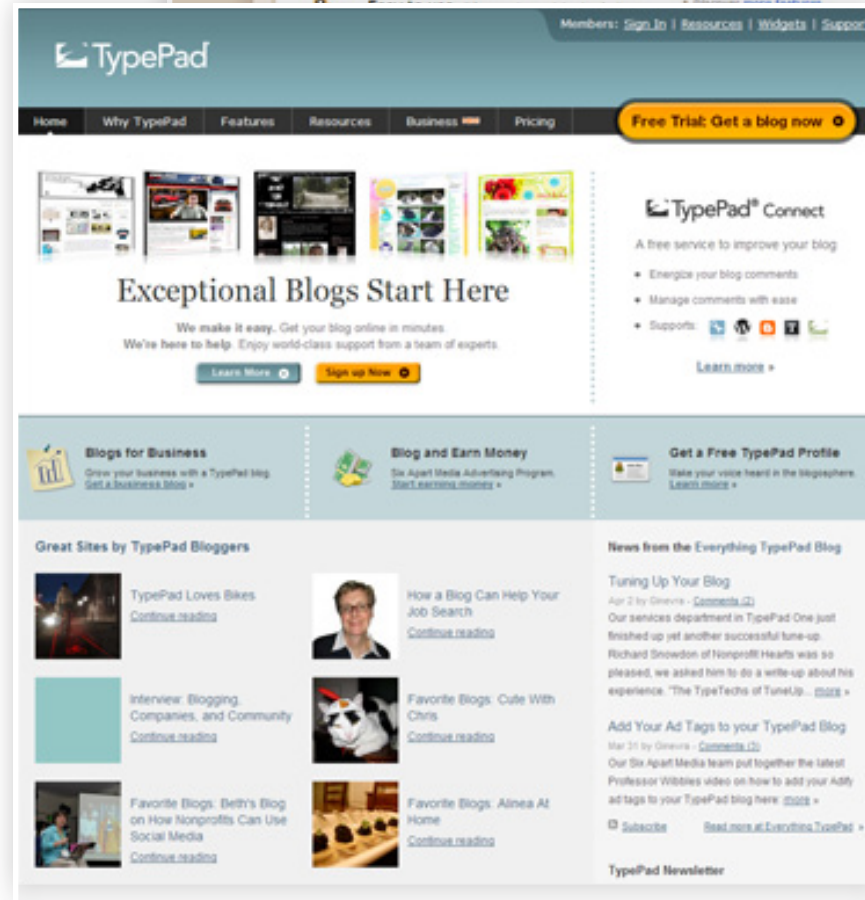 Members: Sign In | Resources | Widgets | Support
TypePad
Home Why TypePad Features Resources Business Pricing
Free Trial: Get a blog now
Exceptional Blogs Start Here
We make it easy. Get your blog online in minutes.
We're here to help. Enjoy world-class support from a team of experts.
Learn More Sign up Now
TypePad® Connect
A free service to improve your blog
• Energize your blog comments
• Manage comments with ease
• Supports:
Learn more »
Blogs for Business
Grow your business with a TypePad blog.
Get a business blog »
Blog and Earn Money
Six Apart Media Advertising Program.
Start earning money »
Get a Free TypePad Profile
Make your voice heard in the blogosphere.
Learn more »
Great Sites by TypePad Bloggers
TypePad Loves Bikes
Continue reading
How a Blog Can Help Your
Job Search
Continue reading
Interview: Blogging,
Companies, and Community
Continue reading
Favorite Blogs: Cute With
Chris
Continue reading
Favorite Blogs: Beth's Blog
on How Nonprofits Can Use
Social Media
Continue reading
Favorite Blogs: Alinea At
Home
Continue reading
News from the Everything TypePad Blog
Tuning Up Your Blog
Apr 2 by Ginevra - Comments (2)
Our services department in TypePad One just
finished up yet another successful tune-up.
Richard Snowdon of Nonprofit Hearts was so
pleased, we asked him to do a write-up about his
experience. "The TypeTechs of TuneUp... more »
Add Your Ad Tags to your TypePad Blog
Mar 31 by Ginevra - Comments (3)
Our Six Apart Media team put together the latest
Professor Wibbles video on how to add your Adify
ad tags to your TypePad blog here: more »
Subscribe Read more at Everything TypePad »
TypePad Newsletter